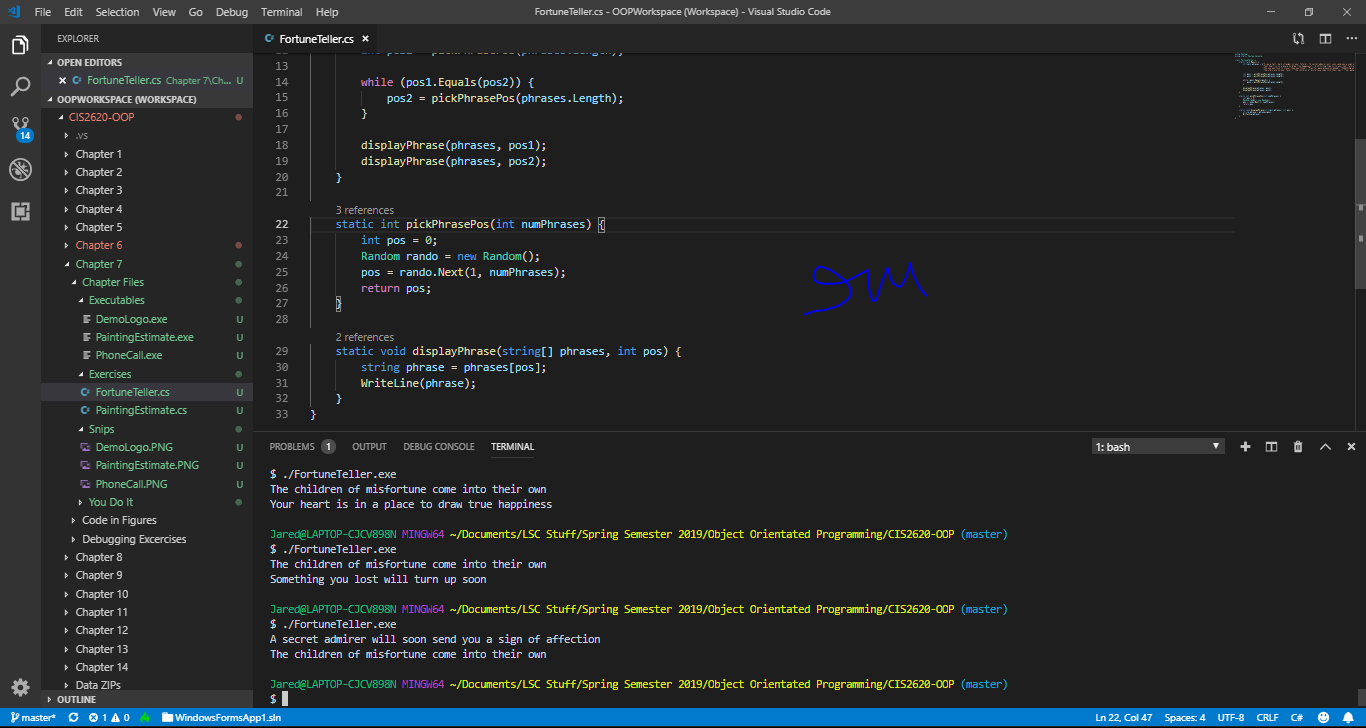 File Edit Selection View Go Debug Terminal Help
FortuneTeller.cs - OOPWorkspace (Workspace) - Visual Studio Code
EXPLORER
OPEN EDITORS
FortuneTeller.cs Chapter 7\Ch... U
OOPWORKSPACE (WORKSPACE)
CIS2620-OOP
.vs
Chapter 1
Chapter 2
Chapter 3
Chapter 4
Chapter 5
Chapter 6
Chapter 7
Chapter Files
Executables
DemoLogo.exe U
PaintingEstimate.exe U
PhoneCall.exe U
Exercises
FortuneTeller.cs U
PaintingEstimate.cs U
Snips
DemoLogo.PNG U
PaintingEstimate.PNG U
PhoneCall.PNG U
You Do It
Code in Figures
Debugging Excercises
Chapter 8
Chapter 9
Chapter 10
Chapter 11
Chapter 12
Chapter 13
Chapter 14
Data ZIPs
OUTLINE
14
FortuneTeller.cs
13
14 while (pos1.Equals(pos2)) {
15 pos2 = pickPhrasePos(phrases.Length);
16 }
17
18 displayPhrase(phrases, pos1);
19 displayPhrase(phrases, pos2);
20 }
21
3 references
22 static int pickPhrasePos(int numPhrases) {
23 int pos = 0;
24 Random rando = new Random();
25 pos = rando.Next(1, numPhrases);
26 return pos;
27 }
28
2 references
29 static void displayPhrase(string[] phrases, int pos) {
30 string phrase = phrases[pos];
31 WriteLine(phrase);
32 }
33 }
PROBLEMS 1 OUTPUT DEBUG CONSOLE TERMINAL
1: bash
$ ./FortuneTeller.exe
The children of misfortune come into their own
Your heart is in a place to draw true happiness
Jared@LAPTOP-CJCV898N MINGW64 ~/Documents/LSC Stuff/Spring Semester 2019/Object Orientated Programming/CIS2620-OOP (master)
$ ./FortuneTeller.exe
The children of misfortune come into their own
Something you lost will turn up soon
Jared@LAPTOP-CJCV898N MINGW64 ~/Documents/LSC Stuff/Spring Semester 2019/Object Orientated Programming/CIS2620-OOP (master)
$ ./FortuneTeller.exe
A secret admirer will soon send you a sign of affection
The children of misfortune come into their own
Jared@LAPTOP-CJCV898N MINGW64 ~/Documents/LSC Stuff/Spring Semester 2019/Object Orientated Programming/CIS2620-OOP (master)
$
master* 1 0 WindowsFormsApp1.sln
Ln 22, Col 47 Spaces: 4 UTF-8 CRLF C#